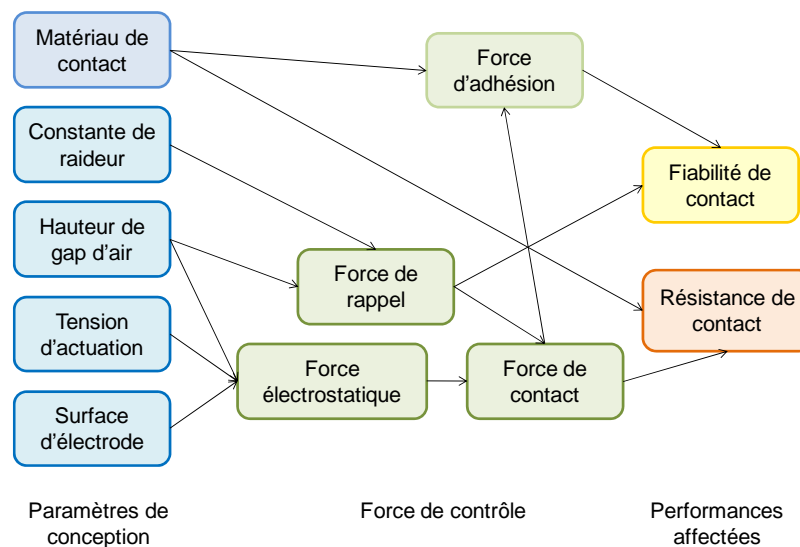 Matériau de
contact
Constante de
raideur
Hauteur de
gap d'air
Tension
d'actuation
Surface
d'électrode
Force
d'adhésion
Force de
rappel
Force
électrostatique
Force de
contact
Fiabilité de
contact
Résistance de
contact
Paramètres de
conception
Force de contrôle
Performances
affectées